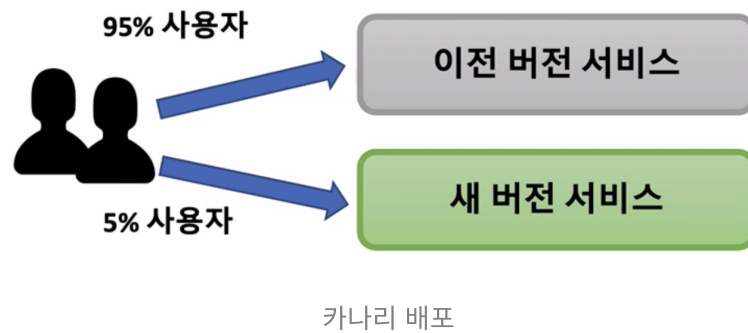 95% 사용자
이전 버전 서비스
새 버전 서비스
5% 사용자
카나리 배포